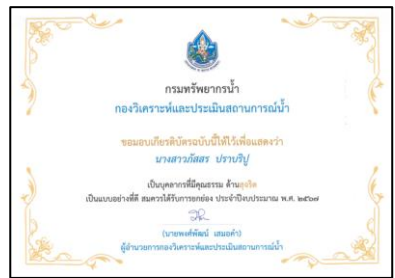 กรมทรัพยากรน้ำ
กองวิเคราะห์และประเมินสถานการณ์น้ำ
ขอมอบเกียรติบัตรฉบับนี้ให้ไว้เพื่อแสดงว่า
นางสาวภัสสร ปราบริปู
เป็นบุคลากรที่มีคุณธรรม ด้านสุจริต
เป็นแบบอย่างที่ดี สมควรได้รับการยกย่อง ประจำปีงบประมาณ พ.ศ. ๒๕๖๗
(นายพงศ์พัฒน์ เสมอคำ)
ผู้อำนวยการกองวิเคราะห์และประเมินสถานการณ์น้ำ